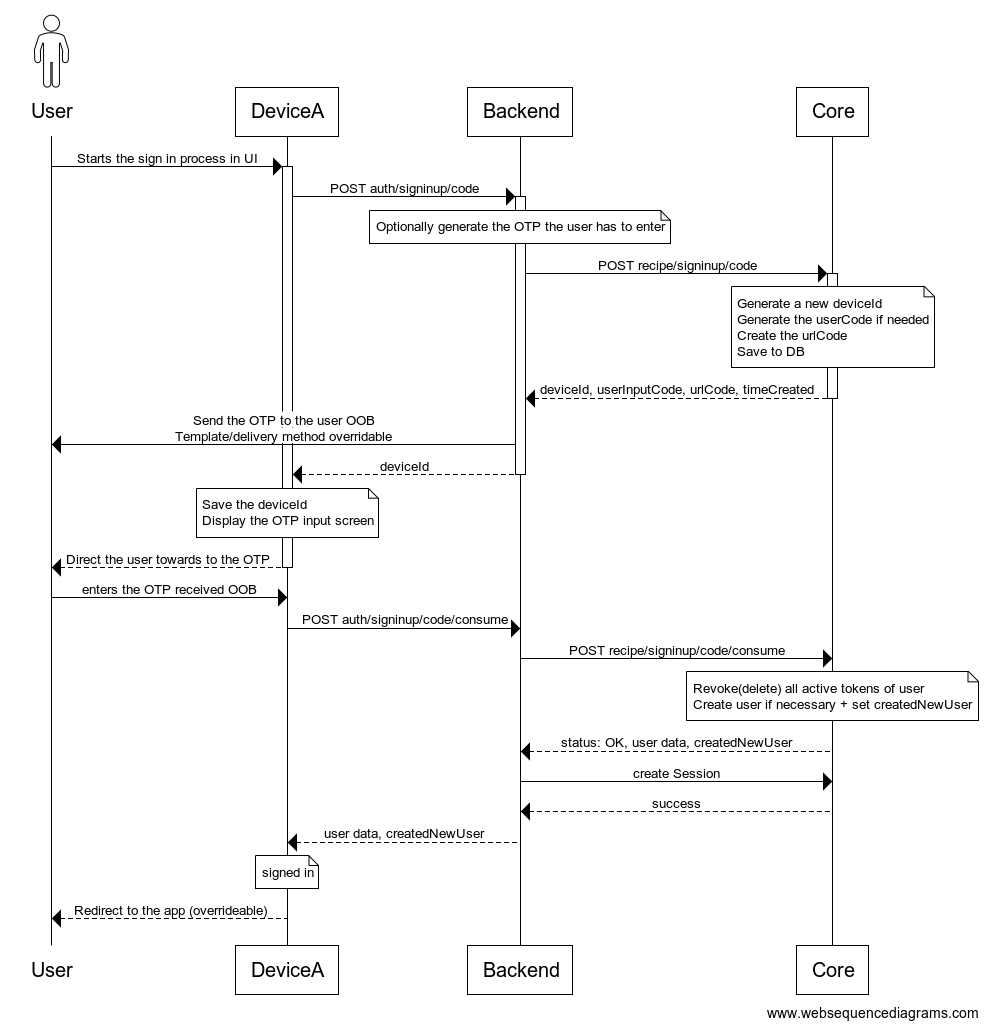 User
DeviceA
Backend
Core
Starts the sign in process in UI
POST auth/signinup/code
Optionally generate the OTP the user has to enter
POST recipe/signinup/code
Generate a new deviceId
Generate the userCode if needed
Create the urlCode
Save to DB
deviceId, userInputCode, urlCode, timeCreated
Send the OTP to the user OOB
Template/delivery method overridable
deviceId
Save the deviceId
Display the OTP input screen
Direct the user towards to the OTP
enters the OTP received OOB
POST auth/signinup/code/consume
POST recipe/signinup/code/consume
Revoke(delete) all active tokens of user
Create user if necessary + set createdNewUser
status: OK, user data, createdNewUser
create Session
success
user data, createdNewUser
signed in
Redirect to the app (overrideable)
User
DeviceA
Backend
Core
www.websequencediagrams.com